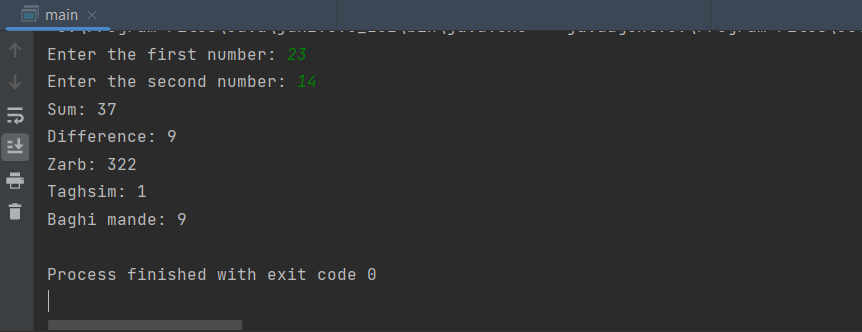 main
Enter the first number: 23
Enter the second number: 14
Sum: 37
Difference: 9
Zarb: 322
Taghsim: 1
Baghi mande: 9
Process finished with exit code 0